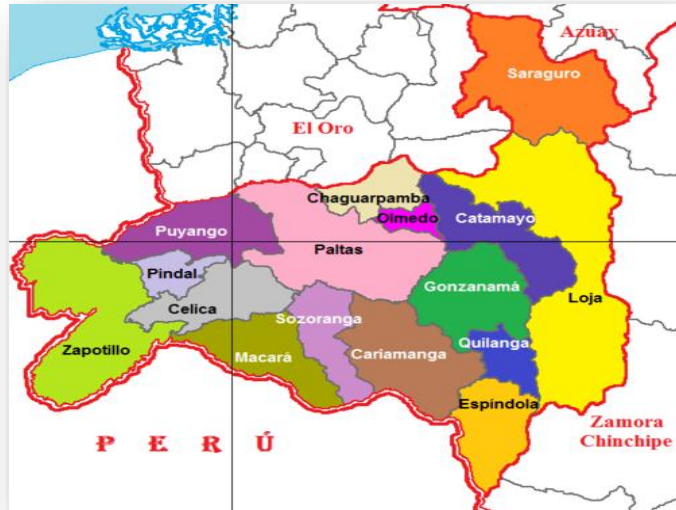 Azuay
Saraguro
El Oro
Chaguarpamba
Olmedo
Catamayo
Puyango
Paltas
Pindal
Gonzanamá
Loja
Celica
Sozoranga
Zapotillo
Macará
Cariamanga
Quilanga
Espíndola
Zamora
Chinchipe
P E R Ú